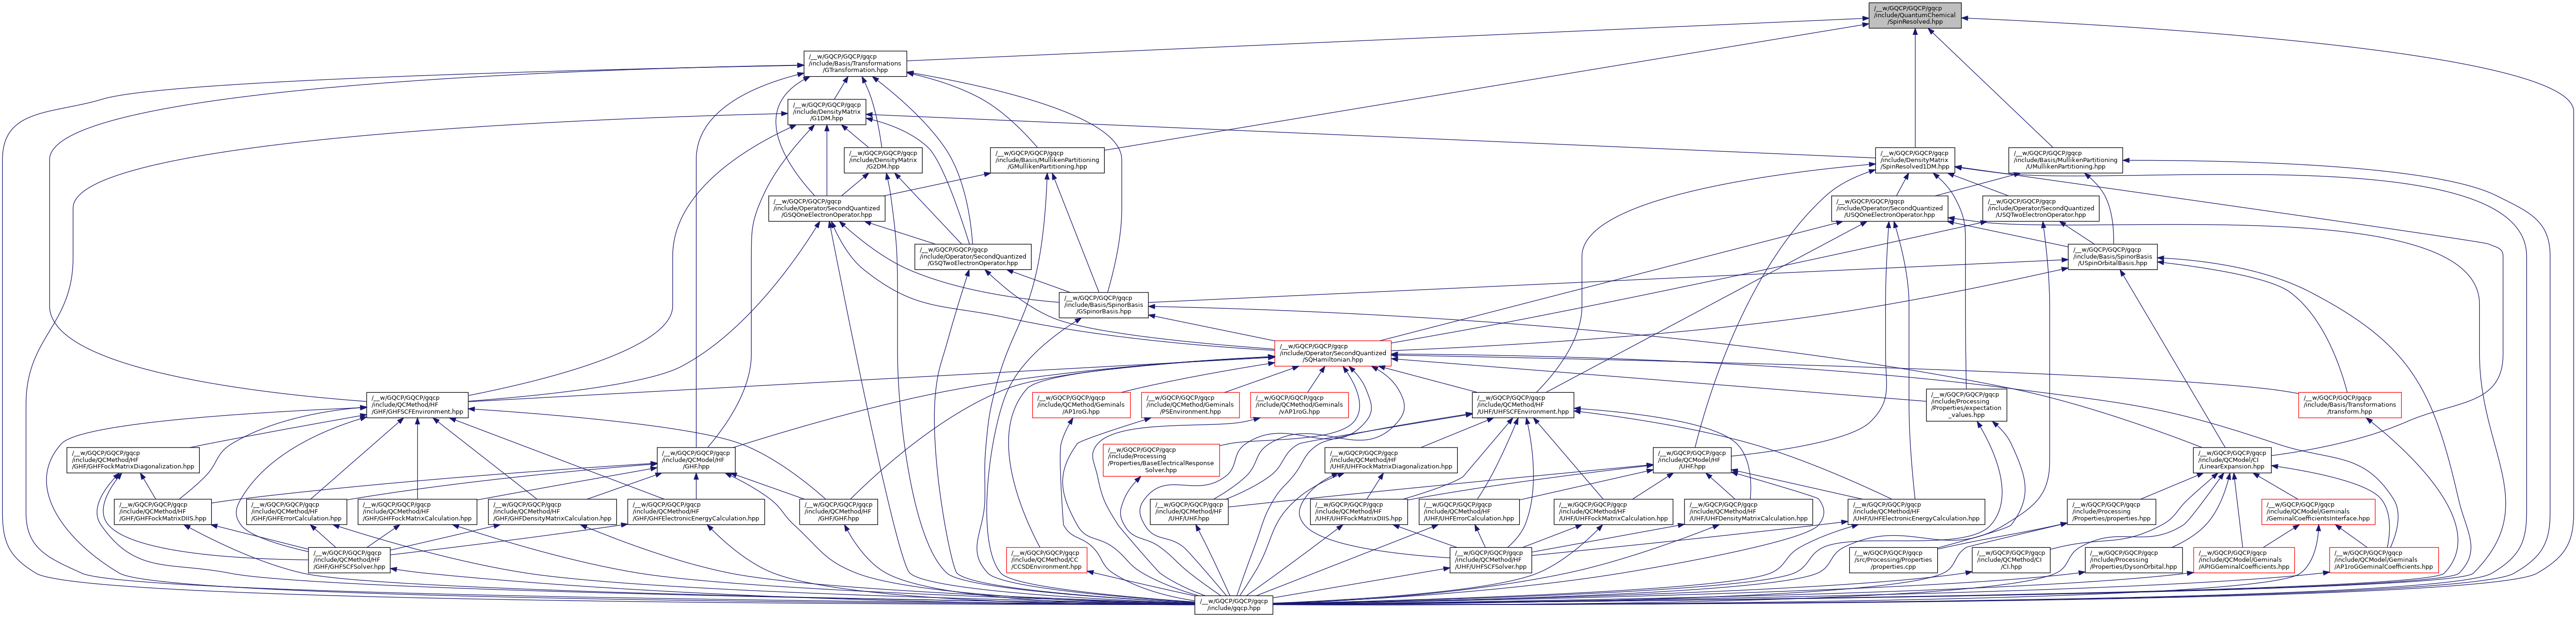 /__w/GQCP/GQCP/gqcp
/include/QuantumChemical
/SpinResolved.hpp
/__w/GQCP/GQCP/gqcp
/include/Basis/Transformations
/GTransformation.hpp
/__w/GQCP/GQCP/gqcp
/include/DensityMatrix
/G1DM.hpp
/__w/GQCP/GQCP/gqcp
/include/DensityMatrix
/G2DM.hpp
/__w/GQCP/GQCP/gqcp
/include/Basis/MullikenPartitioning
/GMullikenPartitioning.hpp
/__w/GQCP/GQCP/gqcp
/include/DensityMatrix
/SpinResolved1DM.hpp
/__w/GQCP/GQCP/gqcp
/include/Basis/MullikenPartitioning
/UMullikenPartitioning.hpp
/__w/GQCP/GQCP/gqcp
/include/Operator/SecondQuantized
/GSQOneElectronOperator.hpp
/__w/GQCP/GQCP/gqcp
/include/Operator/SecondQuantized
/USQOneElectronOperator.hpp
/__w/GQCP/GQCP/gqcp
/include/Operator/SecondQuantized
/USQTwoElectronOperator.hpp
/__w/GQCP/GQCP/gqcp
/include/Operator/SecondQuantized
/GSQTwoElectronOperator.hpp
/__w/GQCP/GQCP/gqcp
/include/Basis/SpinorBasis
/USpinOrbitalBasis.hpp
/__w/GQCP/GQCP/gqcp
/include/Basis/SpinorBasis
/GSpinorBasis.hpp
/__w/GQCP/GQCP/gqcp
/include/Operator/SecondQuantized
/SQHamiltonian.hpp
/__w/GQCP/GQCP/gqcp
/include/QCMethod/HF
/GHF/GHFSCFEnvironment.hpp
/__w/GQCP/GQCP/gqcp
/include/QCModel/Geminals
/AP1roG.hpp
/__w/GQCP/GQCP/gqcp
/include/QCMethod/Geminals
/PSEnvironment.hpp
/__w/GQCP/GQCP/gqcp
/include/QCModel/Geminals
/vAP1roG.hpp
/__w/GQCP/GQCP/gqcp
/include/QCMethod/HF
/UHF/UHFSCFEnvironment.hpp
/__w/GQCP/GQCP/gqcp
/include/Processing
/Properties/expectation
_values.hpp
/__w/GQCP/GQCP/gqcp
/include/Basis/Transformations
/transform.hpp
/__w/GQCP/GQCP/gqcp
/include/QCMethod/HF
/GHF/GHFFockMatrixDiagonalization.hpp
/__w/GQCP/GQCP/gqcp
/include/QCModel/HF
/GHF.hpp
/__w/GQCP/GQCP/gqcp
/include/Processing
/Properties/BaseElectricalResponse
Solver.hpp
/__w/GQCP/GQCP/gqcp
/include/QCMethod/HF
/UHF/UHFFockMatrixDiagonalization.hpp
/__w/GQCP/GQCP/gqcp
/include/QCModel/HF
/UHF.hpp
/__w/GQCP/GQCP/gqcp
/include/QCModel/CI
/LinearExpansion.hpp
/__w/GQCP/GQCP/gqcp
/include/QCMethod/HF
/GHF/GHFFockMatrixDIIS.hpp
/__w/GQCP/GQCP/gqcp
/include/QCMethod/HF
/GHF/GHFErrorCalculation.hpp
/__w/GQCP/GQCP/gqcp
/include/QCMethod/HF
/GHF/GHFFockMatrixCalculation.hpp
/__w/GQCP/GQCP/gqcp
/include/QCMethod/HF
/GHF/GHFDensityMatrixCalculation.hpp
/__w/GQCP/GQCP/gqcp
/include/QCMethod/HF
/GHF/GHFElectronicEnergyCalculation.hpp
/__w/GQCP/GQCP/gqcp
/include/QCMethod/HF
/GHF/GHF.hpp
/__w/GQCP/GQCP/gqcp
/include/QCMethod/HF
/UHF/UHF.hpp
/__w/GQCP/GQCP/gqcp
/include/QCMethod/HF
/UHF/UHFFockMatrixDIIS.hpp
/__w/GQCP/GQCP/gqcp
/include/QCMethod/HF
/UHF/UHFErrorCalculation.hpp
/__w/GQCP/GQCP/gqcp
/include/QCMethod/HF
/UHF/UHFFockMatrixCalculation.hpp
/__w/GQCP/GQCP/gqcp
/include/QCMethod/HF
/UHF/UHFDensityMatrixCalculation.hpp
/__w/GQCP/GQCP/gqcp
/include/QCMethod/HF
/UHF/UHFElectronicEnergyCalculation.hpp
/__w/GQCP/GQCP/gqcp
/include/Processing
/Properties/properties.hpp
/__w/GQCP/GQCP/gqcp
/include/QCModel/Geminals
/GeminalCoefficientsInterface.hpp
/__w/GQCP/GQCP/gqcp
/include/QCMethod/HF
/GHF/GHFSCFSolver.hpp
/__w/GQCP/GQCP/gqcp
/include/QCMethod/CC
/CCSDEnvironment.hpp
/__w/GQCP/GQCP/gqcp
/include/QCMethod/HF
/UHF/UHFSCFSolver.hpp
/__w/GQCP/GQCP/gqcp
/src/Processing/Properties
/properties.cpp
/__w/GQCP/GQCP/gqcp
/include/QCMethod/CI
/CI.hpp
/__w/GQCP/GQCP/gqcp
/include/Processing
/Properties/DysonOrbital.hpp
/__w/GQCP/GQCP/gqcp
/include/QCModel/Geminals
/APIGGeminalCoefficients.hpp
/__w/GQCP/GQCP/gqcp
/include/QCModel/Geminals
/AP1roGGeminalCoefficients.hpp
/__w/GQCP/GQCP/gqcp
/include/gqcp.hpp